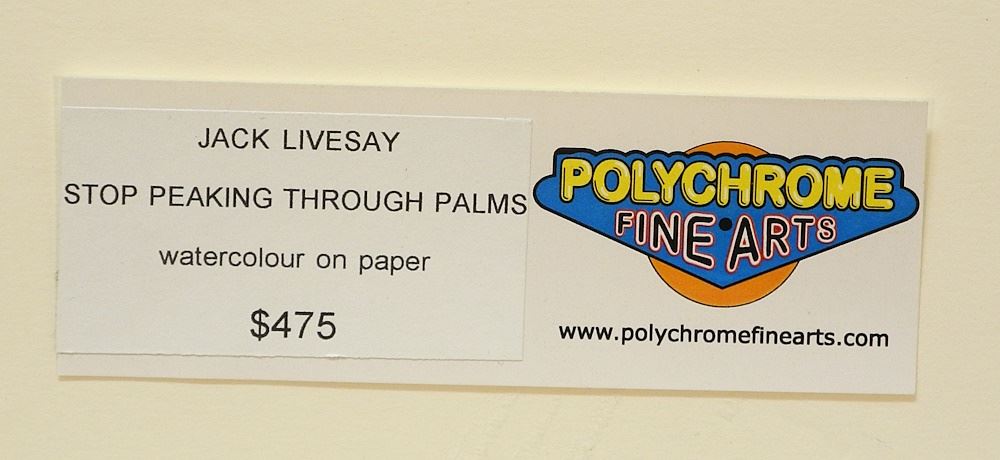 JACK LIVESAY
STOP PEAKING THROUGH PALMS
watercolour on paper
$475
POLYCHROME
FINE • ARTS
www.polychromefinearts.com